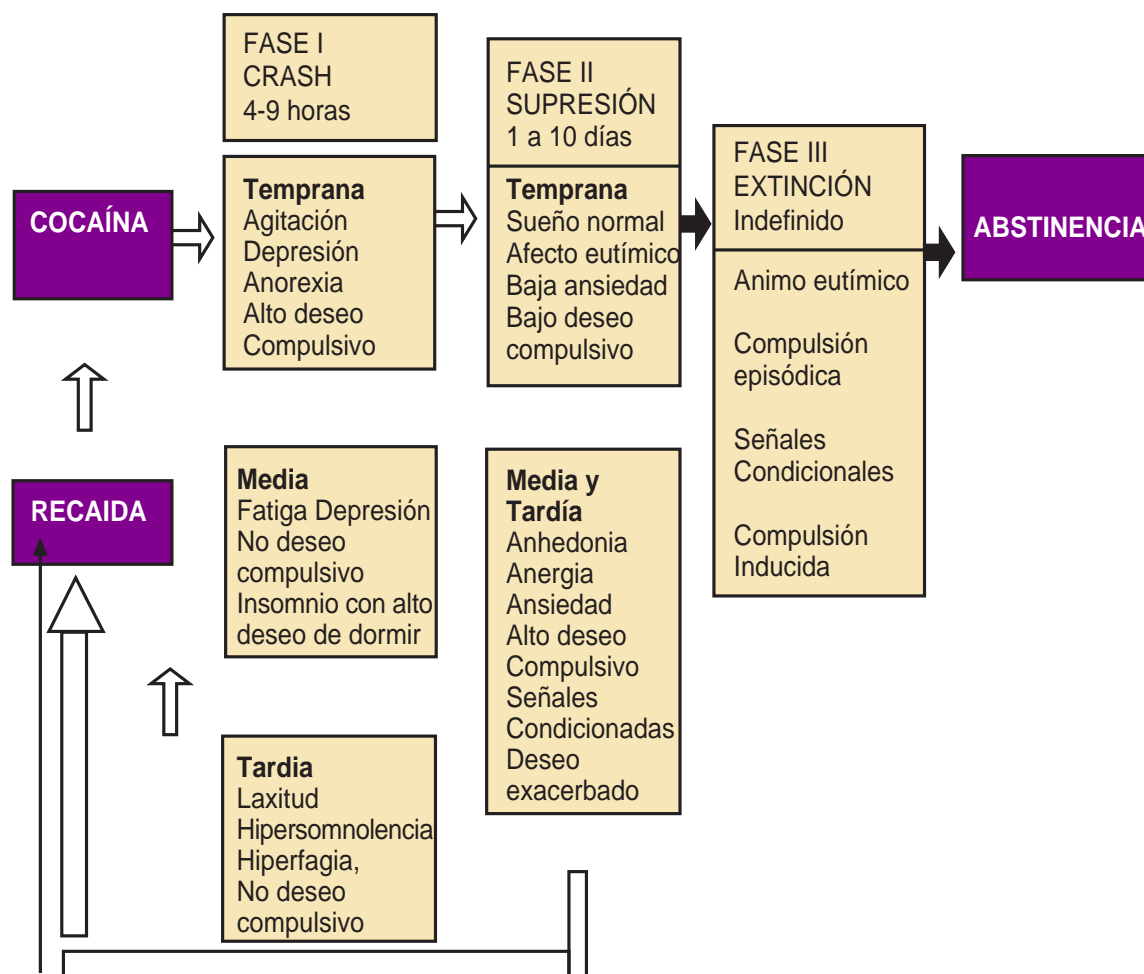 FASE I
CRASH
4-9 horas
FASE II
SUPRESIÓN
1 a 10 días
FASE III
EXTINCIÓN
Indefinido
COCAÍNA
Temprana
Agitación
Depresión
Anorexia
Alto deseo
Compulsivo
Temprana
Sueño normal
Afecto eutímico
Baja ansiedad
Bajo deseo
compulsivo
Animo eutímico
Compulsión
episódica
Señales
Condicionales
Compulsión
Inducida
ABSTINENCIA
RECAIDA
Media
Fatiga Depresión
No deseo
compulsivo
Insomnio con alto
deseo de dormir
Media y
Tardía
Anhedonia
Anergia
Ansiedad
Alto deseo
Compulsivo
Señales
Condicionadas
Deseo
exacerbado
Tardia
Laxitud
Hipersomnolencia
Hiperfagia,
No deseo
compulsivo